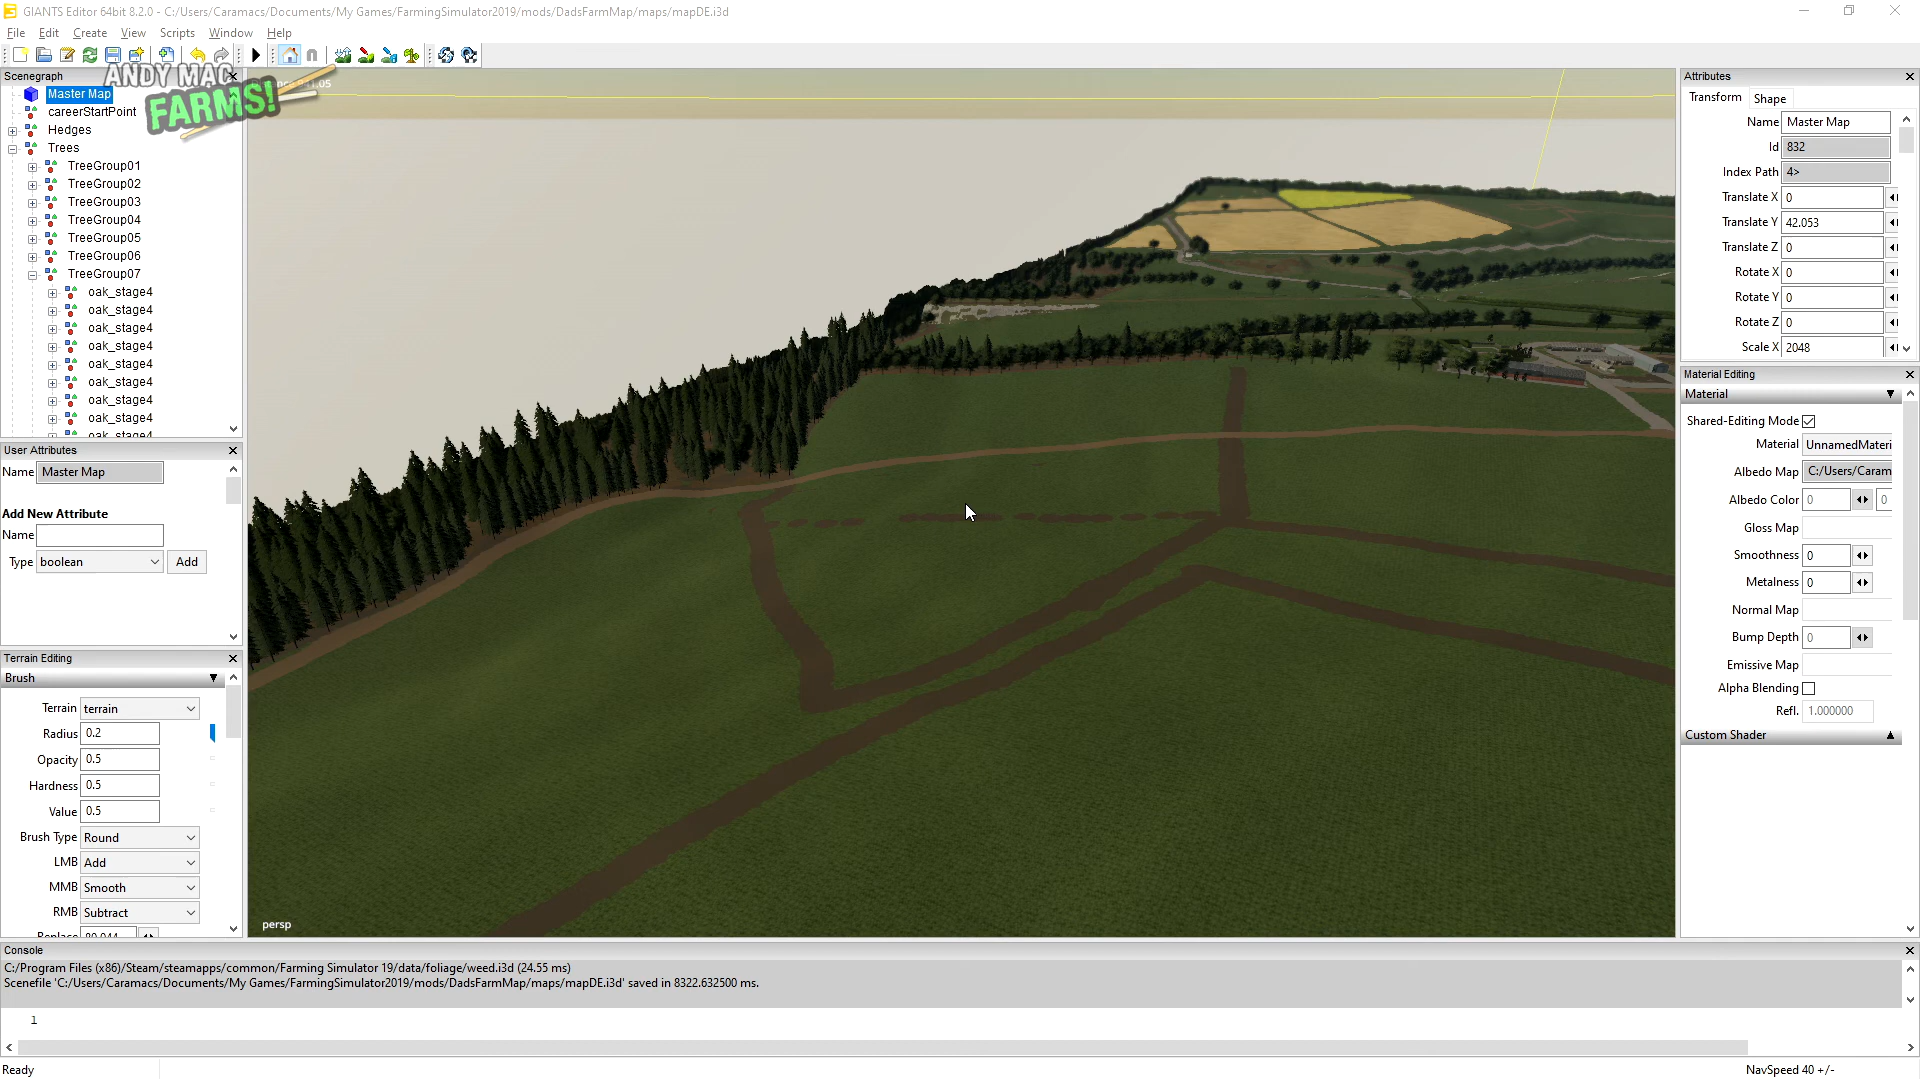 GIANTS Editor 64bit 8.2.0 - C:/Users/Caramacs/Documents/My Games/FarmingSimulator2019/mods/DadsFarmMap/maps/mapDE.i3d
File Edit Create View Scripts Window Help
Scenegraph
ANDY MAC
FARMS!
Master Map
careerStartPoint
Hedges
Trees
TreeGroup01
TreeGroup02
TreeGroup03
TreeGroup04
TreeGroup05
TreeGroup06
TreeGroup07
oak_stage4
oak_stage4
oak_stage4
oak_stage4
oak_stage4
oak_stage4
oak_stage4
oak_stage4
oak_stage4
User Attributes
Name Master Map
Add New Attribute
Name
Type boolean Add
Terrain Editing
Brush
Terrain terrain
Radius 0.2
Opacity 0.5
Hardness 0.5
Value 0.5
Brush Type Round
LMB Add
MMB Smooth
RMB Subtract
Replace 80.044
persp
Attributes
Transform Shape
Name Master Map
Id 832
Index Path 4>
Translate X 0
Translate Y 42.053
Translate Z 0
Rotate X 0
Rotate Y 0
Rotate Z 0
Scale X 2048
Material Editing
Material
Shared-Editing Mode
Material UnnamedMateri
Albedo Map C:/Users/Caram
Albedo Color 0 0
Gloss Map
Smoothness 0
Metalness 0
Normal Map
Bump Depth 0
Emissive Map
Alpha Blending
Refl. 1.000000
Custom Shader
Console
C:/Program Files (x86)/Steam/steamapps/common/Farming Simulator 19/data/foliage/weed.i3d (24.55 ms)
Scenefile 'C:/Users/Caramacs/Documents/My Games/FarmingSimulator2019/mods/DadsFarmMap/maps/mapDE.i3d' saved in 8322.632500 ms.
1
Ready
NavSpeed 40 +/-